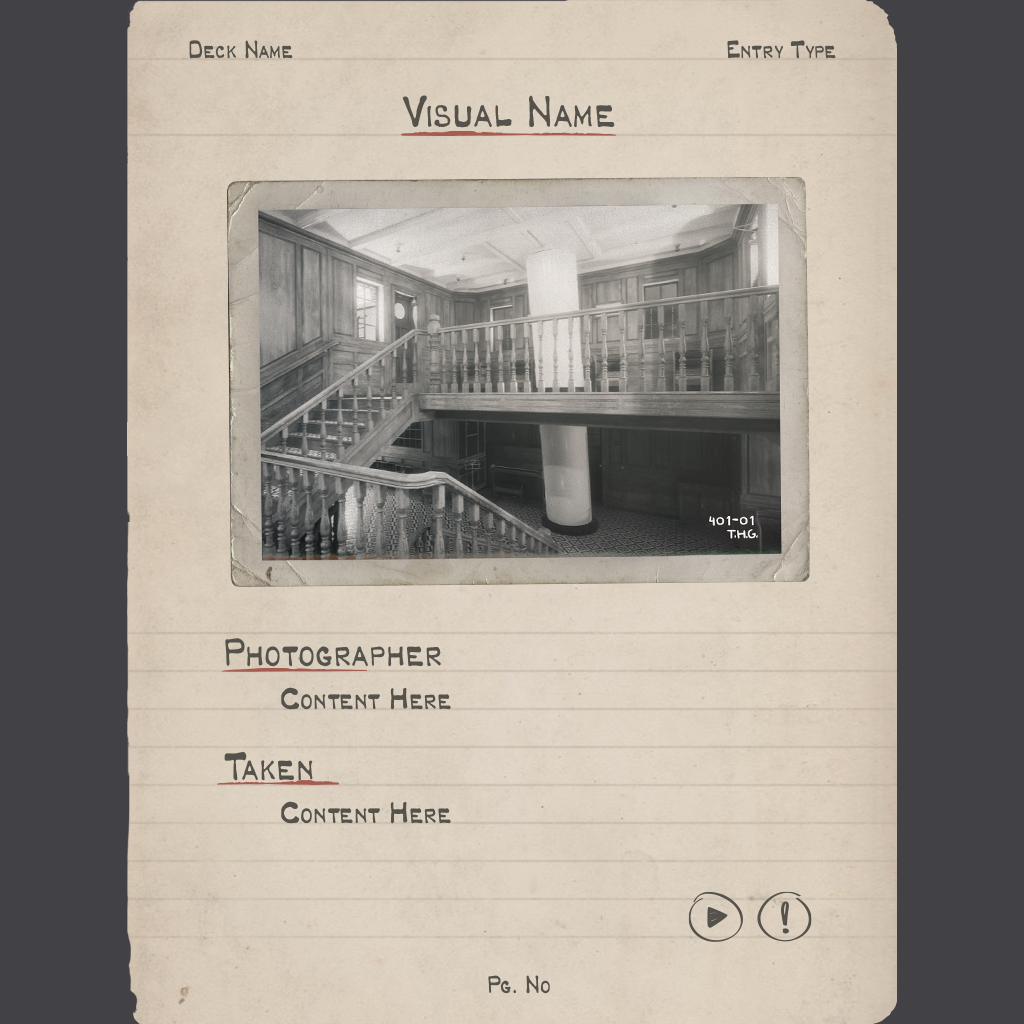 Deck Name
Entry Type
Visual Name
401-01
T.H.G.
Photographer
Content Here
Taken
Content Here
!
Pg. No